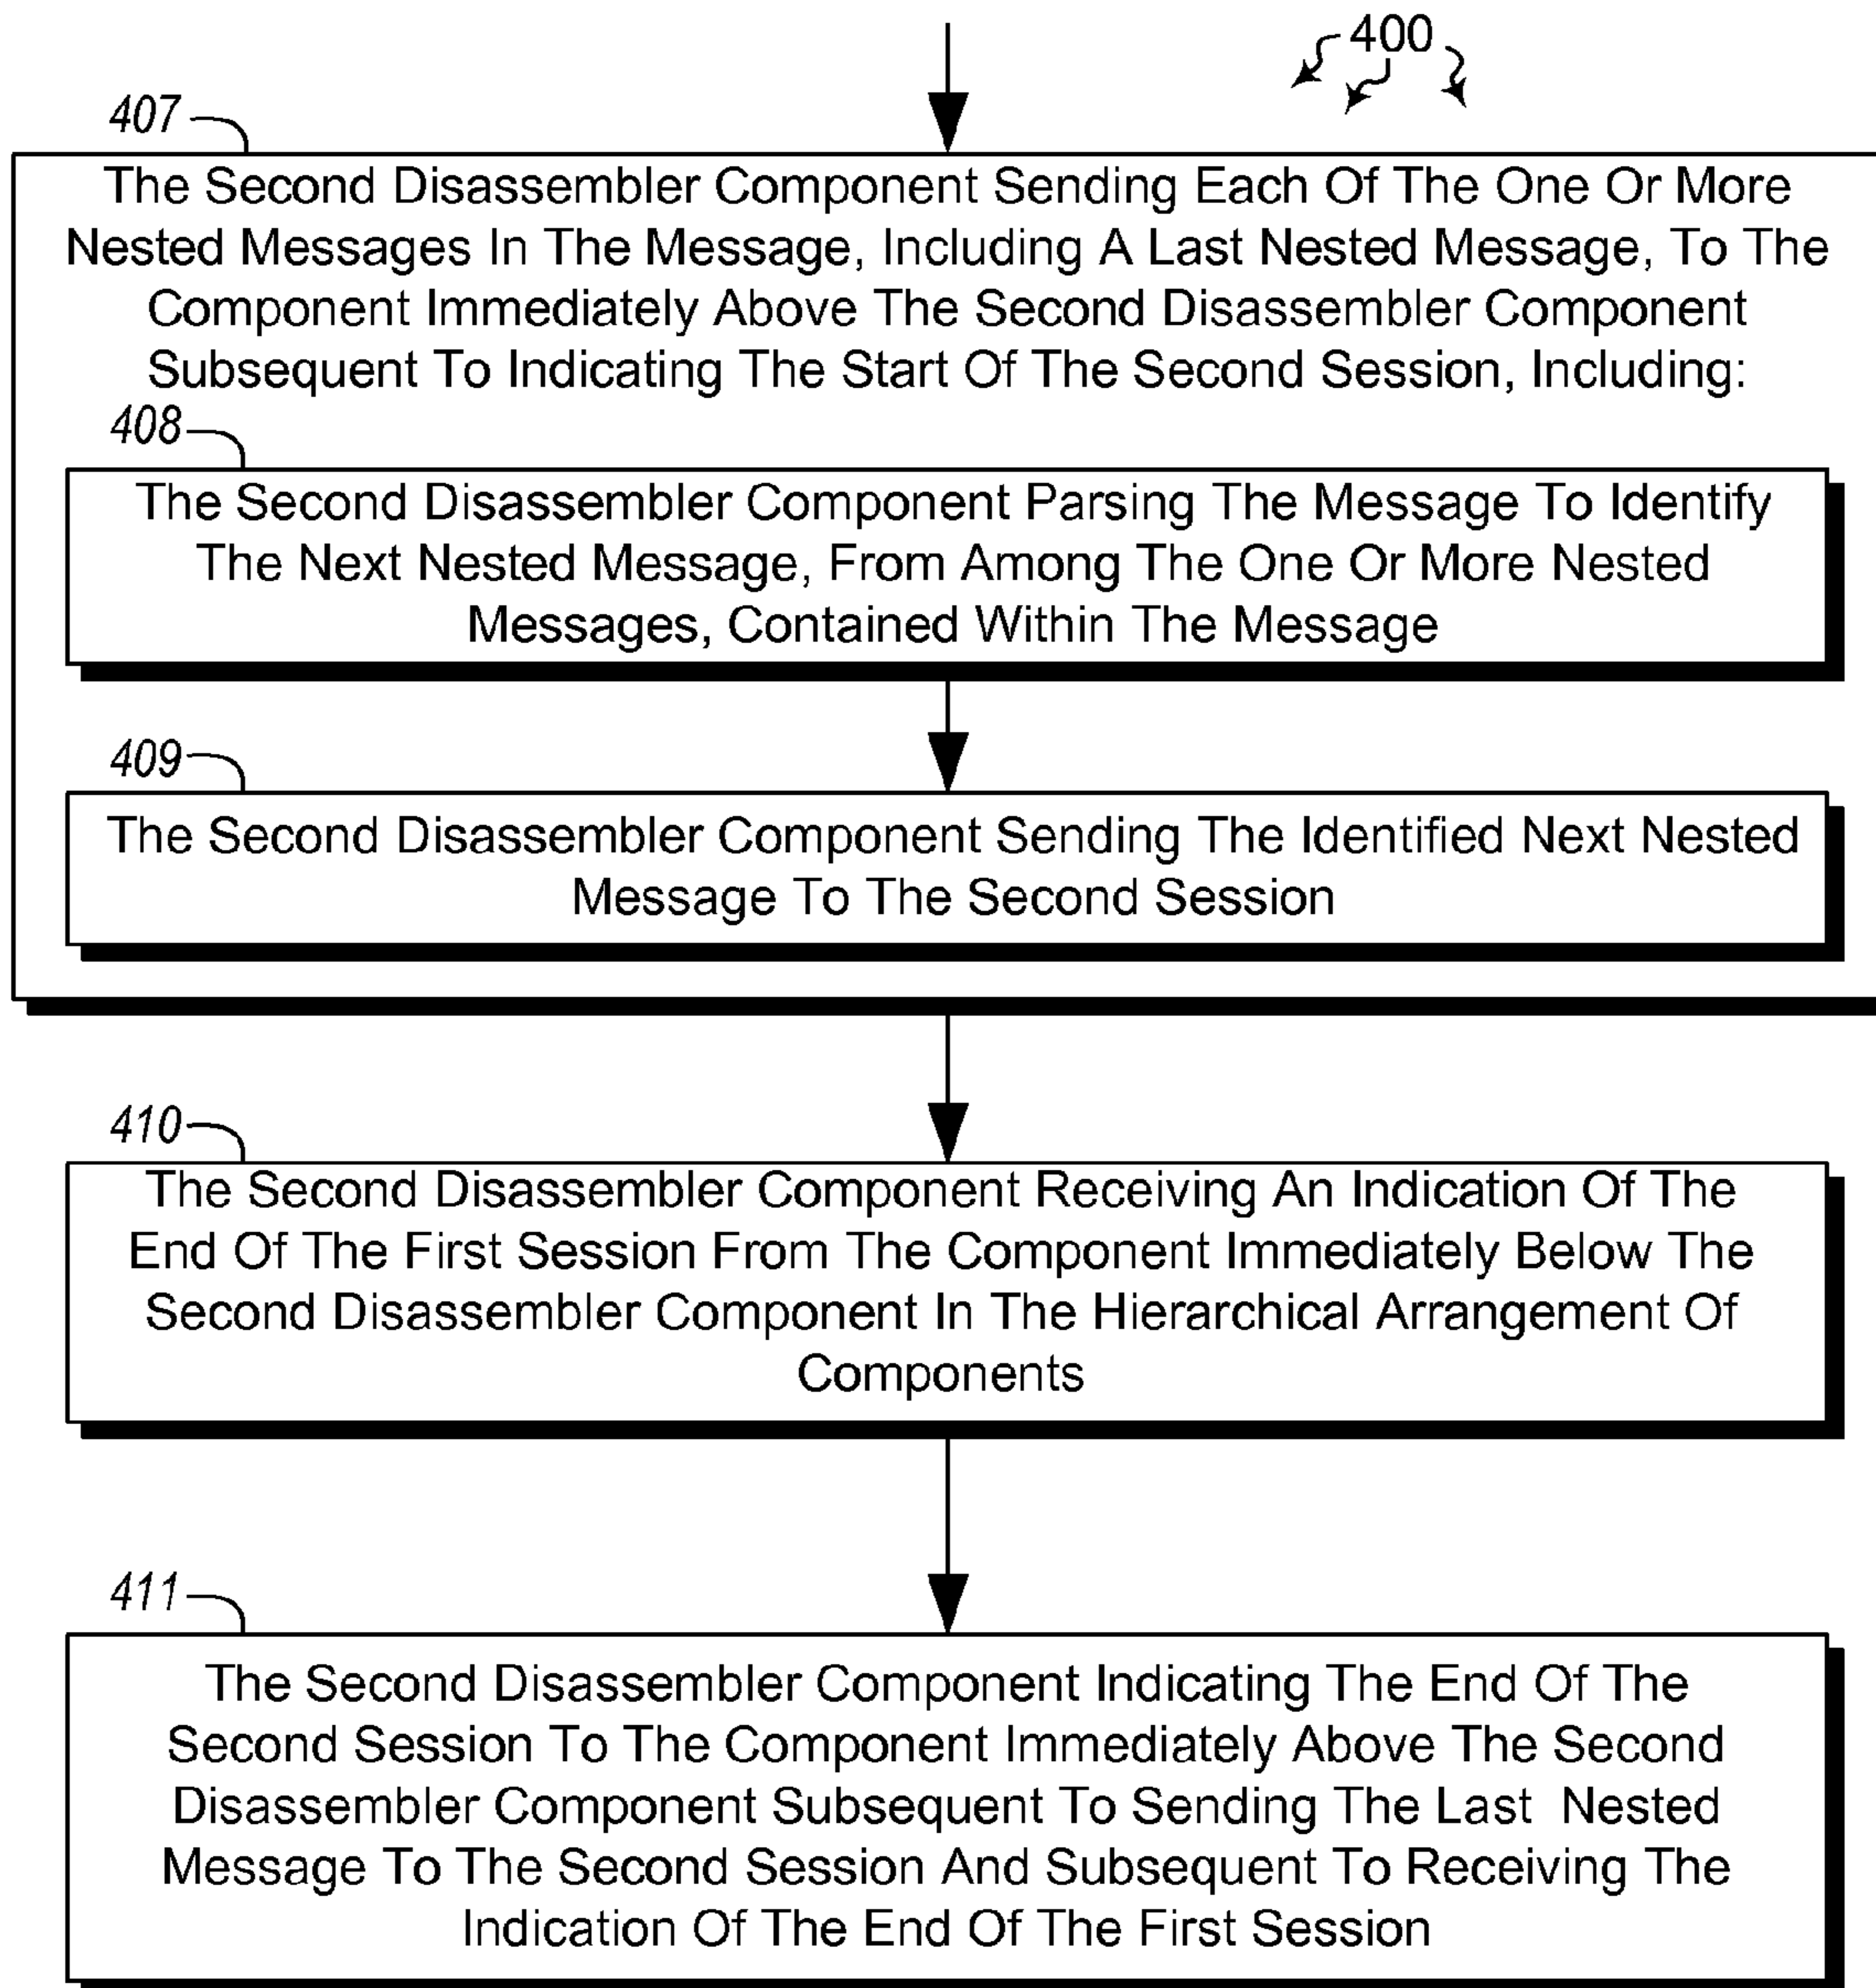 400
407
The Second Disassembler Component Sending Each Of The One Or More
Nested Messages In The Message, Including A Last Nested Message, To The
Component Immediately Above The Second Disassembler Component
Subsequent To Indicating The Start Of The Second Session, Including:
408
The Second Disassembler Component Parsing The Message To Identify
The Next Nested Message, From Among The One Or More Nested
Messages, Contained Within The Message
409
The Second Disassembler Component Sending The Identified Next Nested
Message To The Second Session
410
The Second Disassembler Component Receiving An Indication Of The
End Of The First Session From The Component Immediately Below The
Second Disassembler Component In The Hierarchical Arrangement Of
Components
411
The Second Disassembler Component Indicating The End Of The
Second Session To The Component Immediately Above The Second
Disassembler Component Subsequent To Sending The Last Nested
Message To The Second Session And Subsequent To Receiving The
Indication Of The End Of The First Session